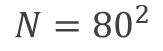 N = 80²